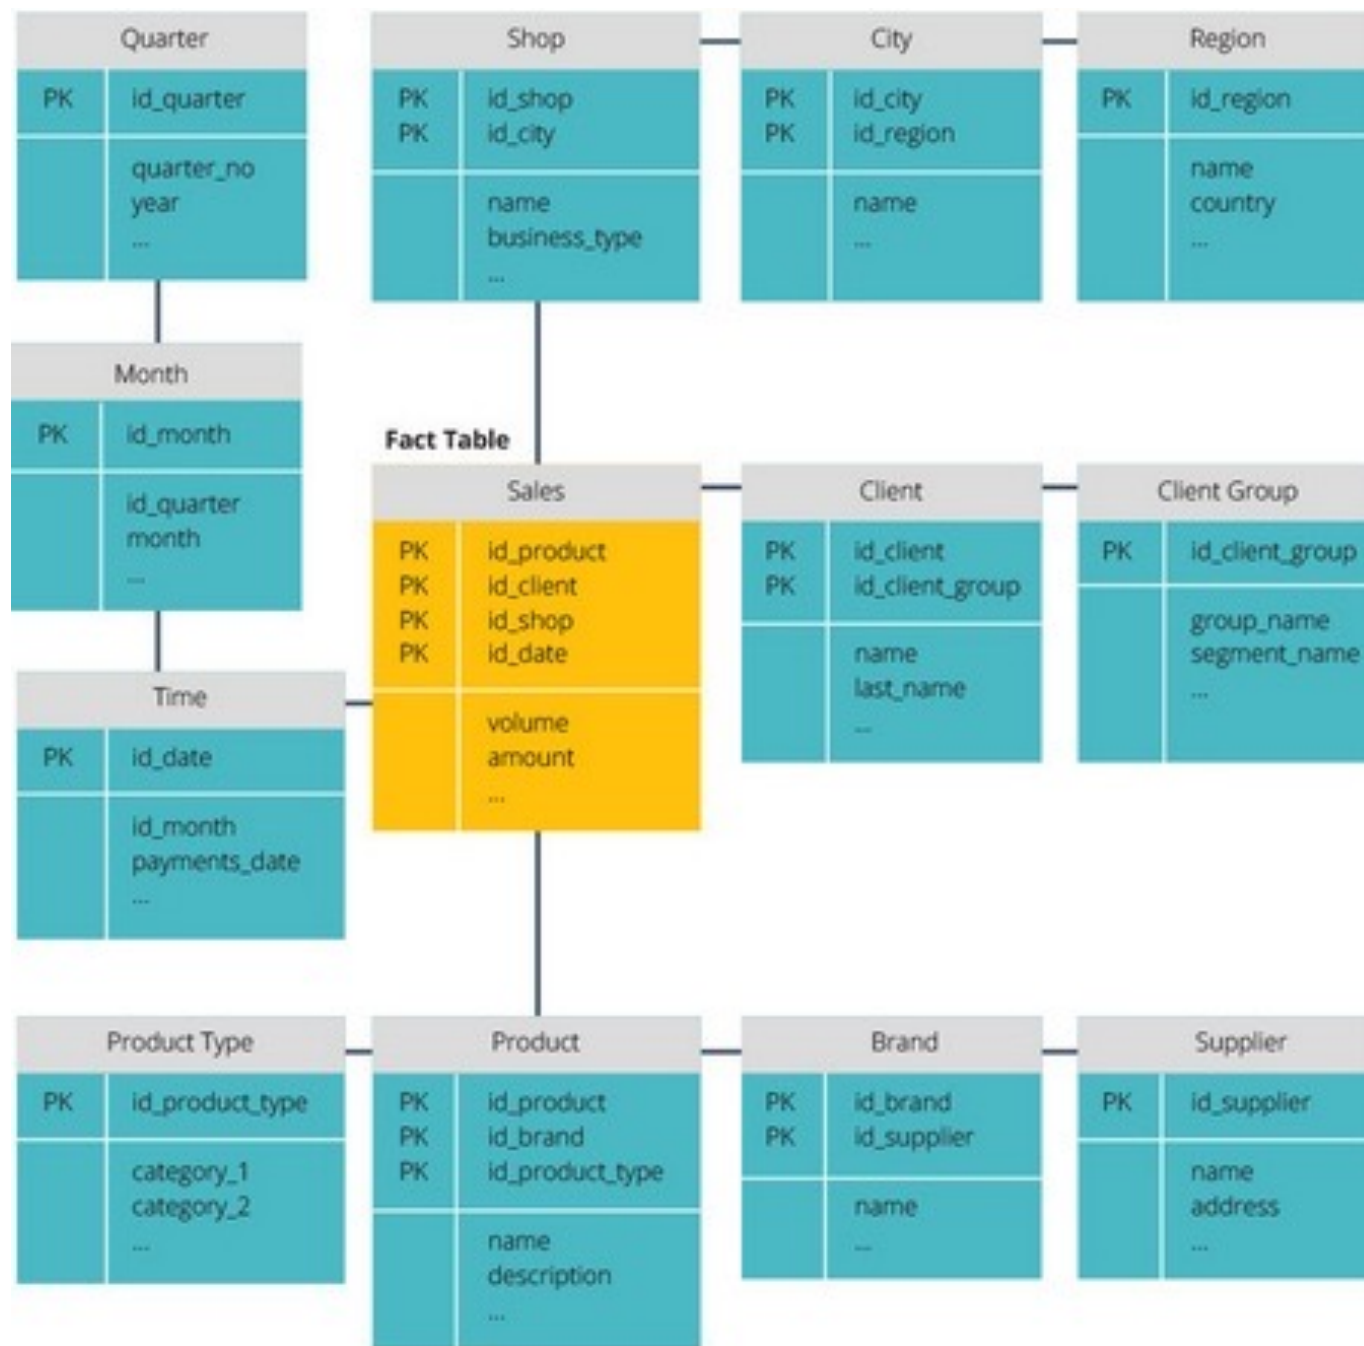 Quarter
PK id_quarter
quarter_no
year
...
Shop
PK id_shop
PK id_city
name
business_type
...
City
PK id_city
PK id_region
name
...
Region
PK id_region
name
country
...
Month
PK id_month
id_quarter
month
...
Fact Table
Sales
PK id_product
PK id_client
PK id_shop
PK id_date
volume
amount
...
Client
PK id_client
PK id_client_group
name
last_name
...
Client Group
PK id_client_group
group_name
segment_name
...
Time
PK id_date
id_month
payments_date
...
Product Type
PK id_product_type
category_1
category_2
...
Product
PK id_product
PK id_brand
PK id_product_type
name
description
...
Brand
PK id_brand
PK id_supplier
name
...
Supplier
PK id_supplier
name
address
...